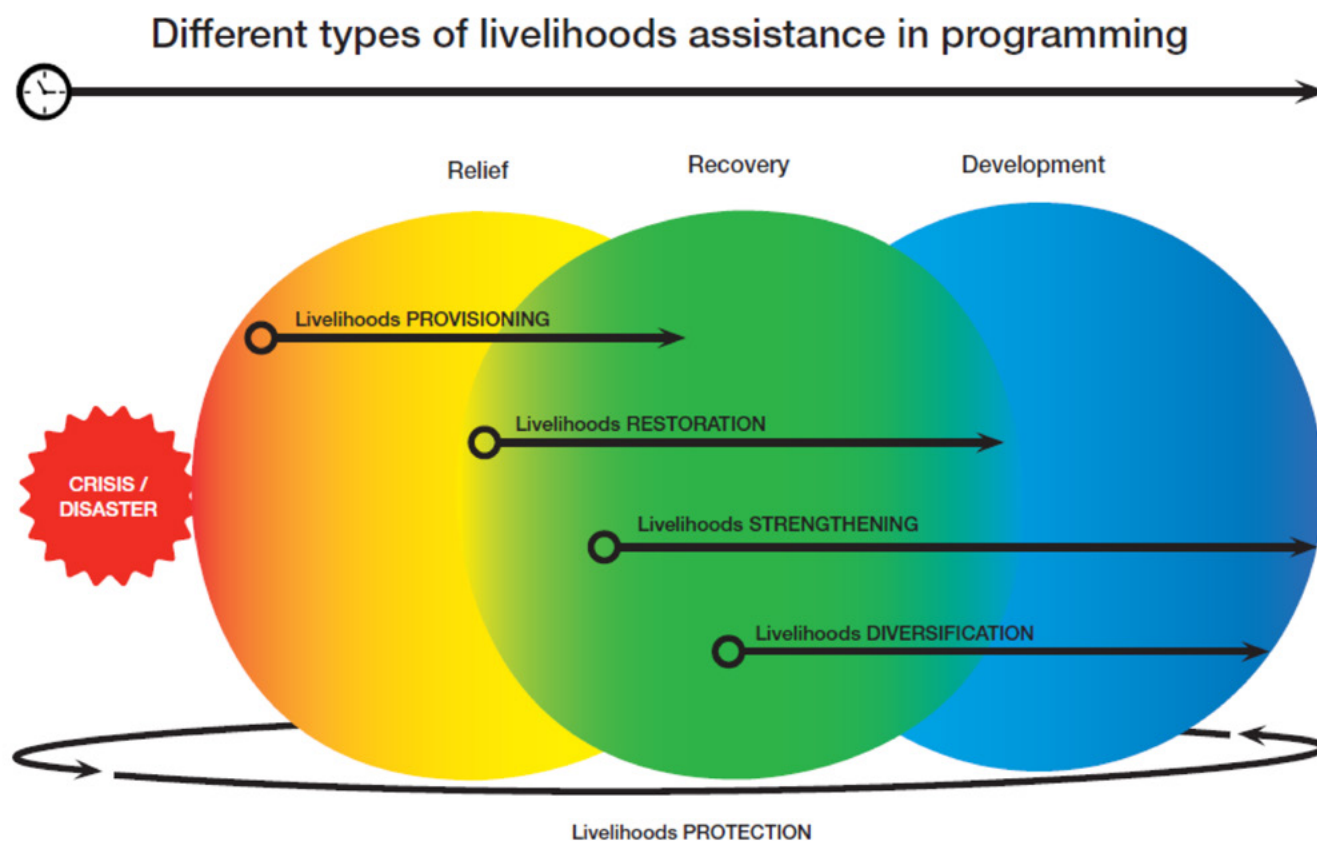 Different types of livelihoods assistance in programming
Relief
Recovery
Development
Livelihoods PROVISIONING
Livelihoods RESTORATION
CRISIS /
DISASTER
Livelihoods STRENGTHENING
Livelihoods DIVERSIFICATION
Livelihoods PROTECTION